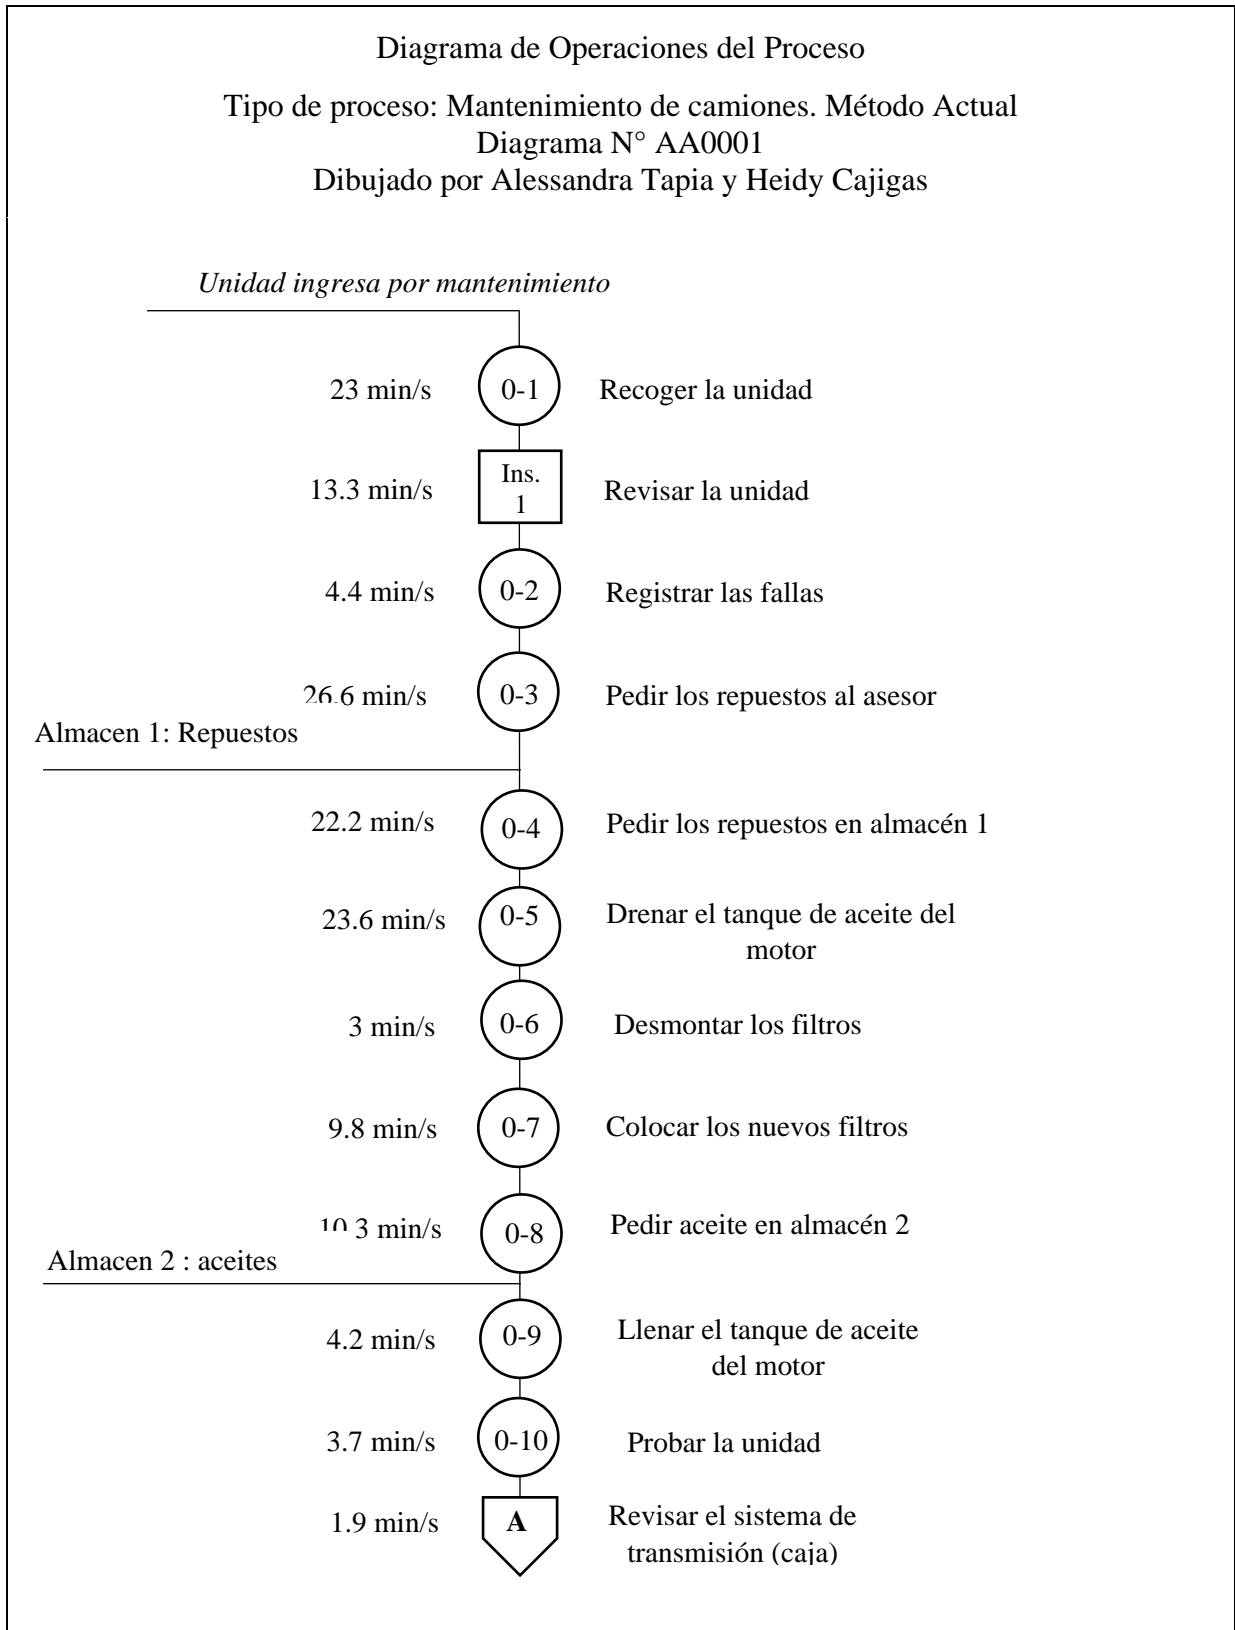 Diagrama de Operaciones del Proceso
Tipo de proceso: Mantenimiento de camiones. Método Actual
Diagrama N° AA0001
Dibujado por Alessandra Tapia y Heidy Cajigas
Unidad ingresa por mantenimiento
23 min/s 0-1 Recoger la unidad
13.3 min/s Ins. 1 Revisar la unidad
4.4 min/s 0-2 Registrar las fallas
26.6 min/s 0-3 Pedir los repuestos al asesor
Almacen 1: Repuestos
22.2 min/s 0-4 Pedir los repuestos en almacén 1
23.6 min/s 0-5 Drenar el tanque de aceite del
motor
3 min/s 0-6 Desmontar los filtros
9.8 min/s 0-7 Colocar los nuevos filtros
10.3 min/s 0-8 Pedir aceite en almacén 2
Almacen 2 : aceites
4.2 min/s 0-9 Llenar el tanque de aceite
del motor
3.7 min/s 0-10 Probar la unidad
1.9 min/s A Revisar el sistema de
transmisión (caja)